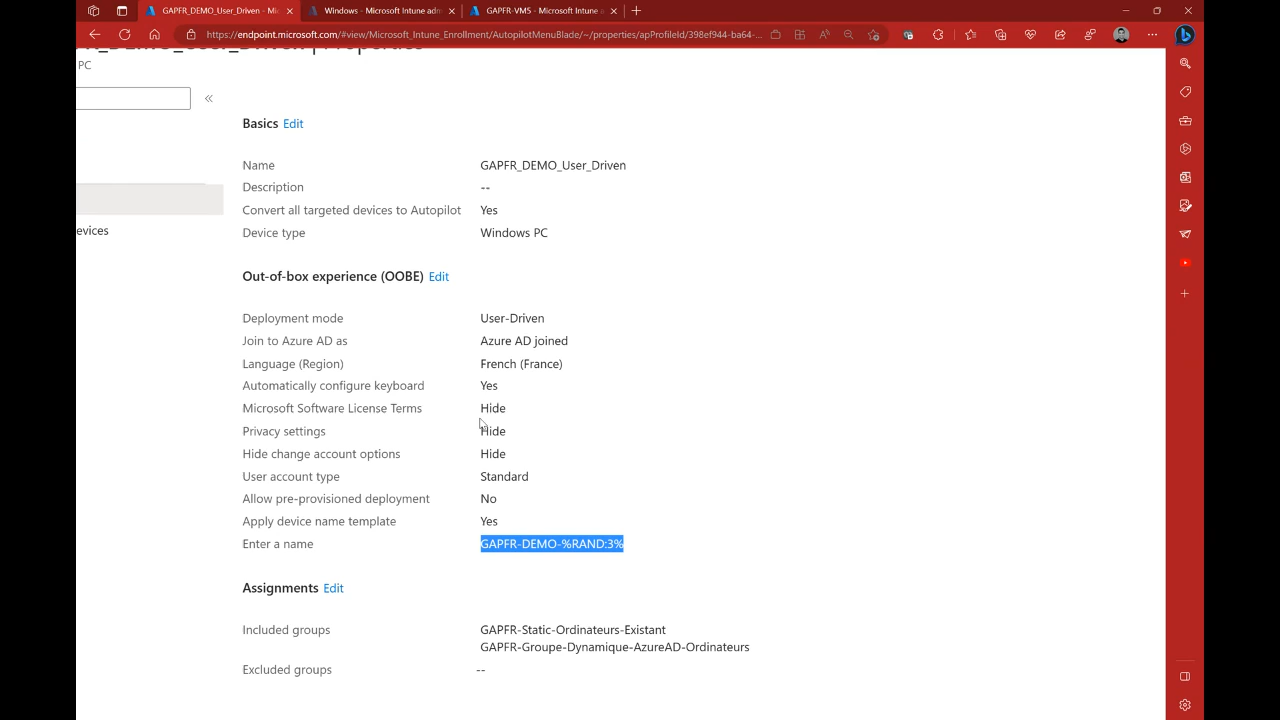 GAPFR_DEMO_User_Driven - Mic
Windows - Microsoft Intune adm
GAPFR-VM5 - Microsoft Intune a
https://endpoint.microsoft.com/#view/Microsoft_Intune_Enrollment/AutopilotMenuBlade/~/properties/apProfileId/398ef944-ba64-...
PC
Basics Edit
Name GAPFR_DEMO_User_Driven
Description --
Convert all targeted devices to Autopilot Yes
evices
Device type Windows PC
Out-of-box experience (OOBE) Edit
Deployment mode User-Driven
Join to Azure AD as Azure AD joined
Language (Region) French (France)
Automatically configure keyboard Yes
Microsoft Software License Terms Hide
Privacy settings Hide
Hide change account options Hide
User account type Standard
Allow pre-provisioned deployment No
Apply device name template Yes
Enter a name GAPFR-DEMO-%RAND:3%
Assignments Edit
Included groups GAPFR-Static-Ordinateurs-Existant
GAPFR-Groupe-Dynamique-AzureAD-Ordinateurs
Excluded groups --